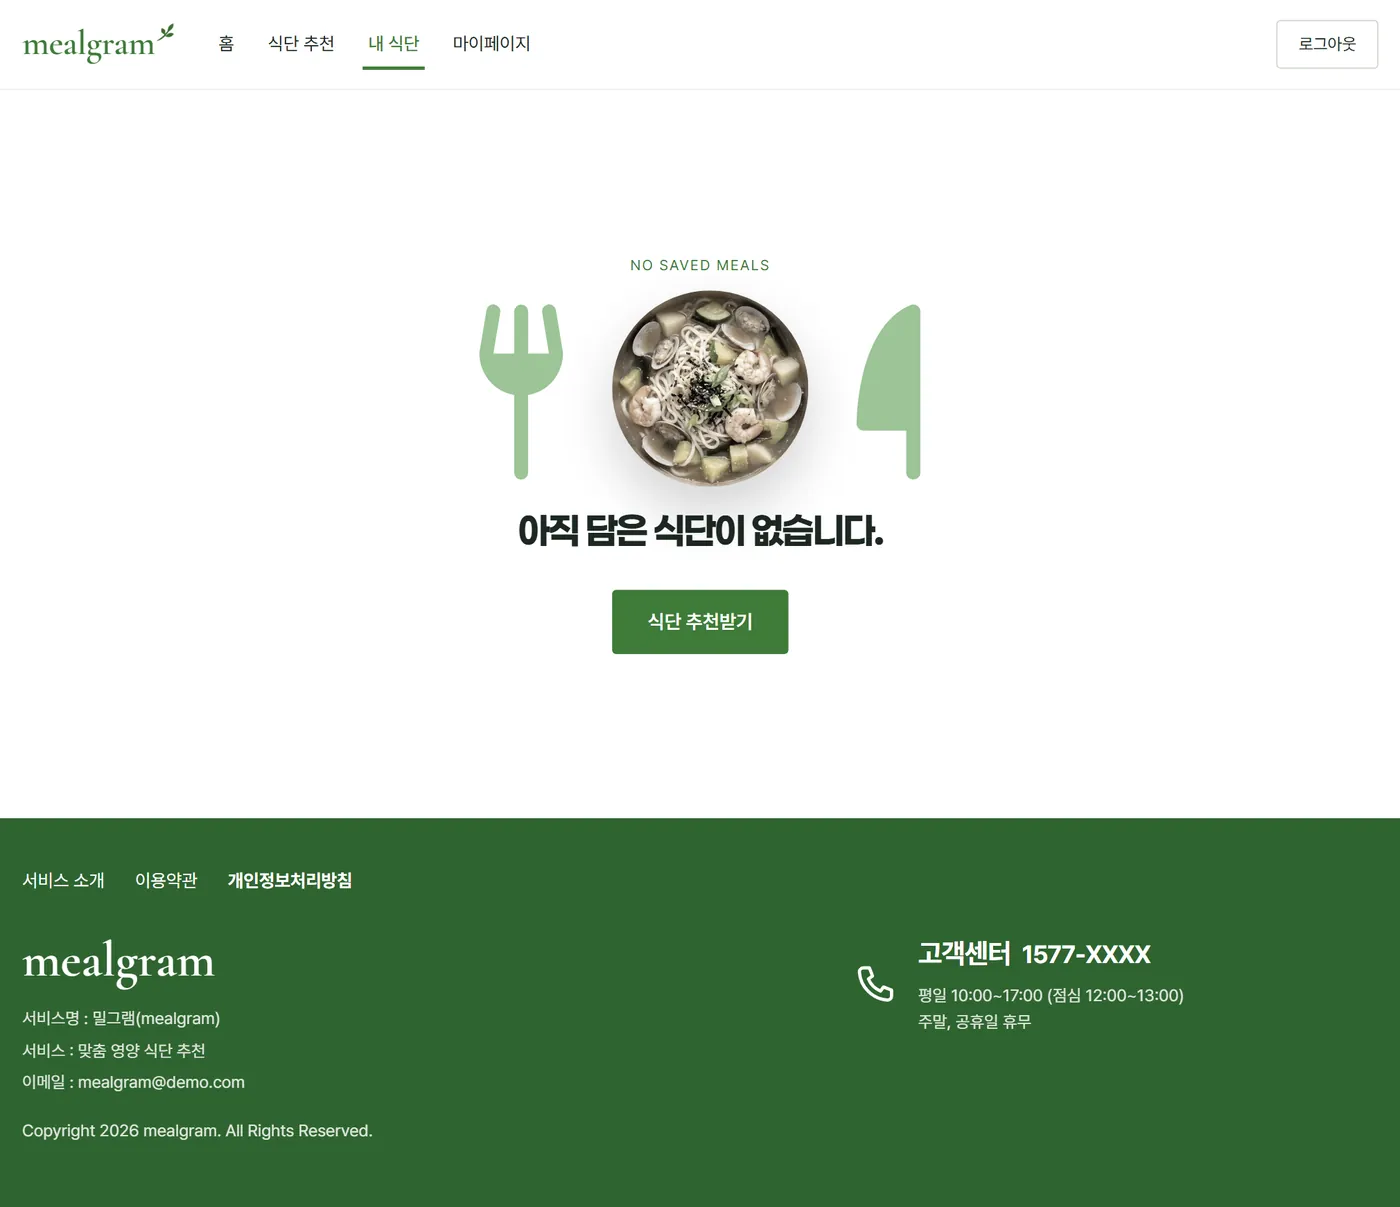 mealgram
홈
식단 추천
내 식단
마이페이지
로그아웃
NO SAVED MEALS
아직 담은 식단이 없습니다.
식단 추천받기
서비스 소개
이용약관
개인정보처리방침
mealgram
서비스명 : 밀그램(mealgram)
서비스 : 맞춤 영양 식단 추천
이메일 : mealgram@demo.com
Copyright 2026 mealgram. All Rights Reserved.
고객센터 1577-XXXX
평일 10:00~17:00 (점심 12:00~13:00)
주말, 공휴일 휴무